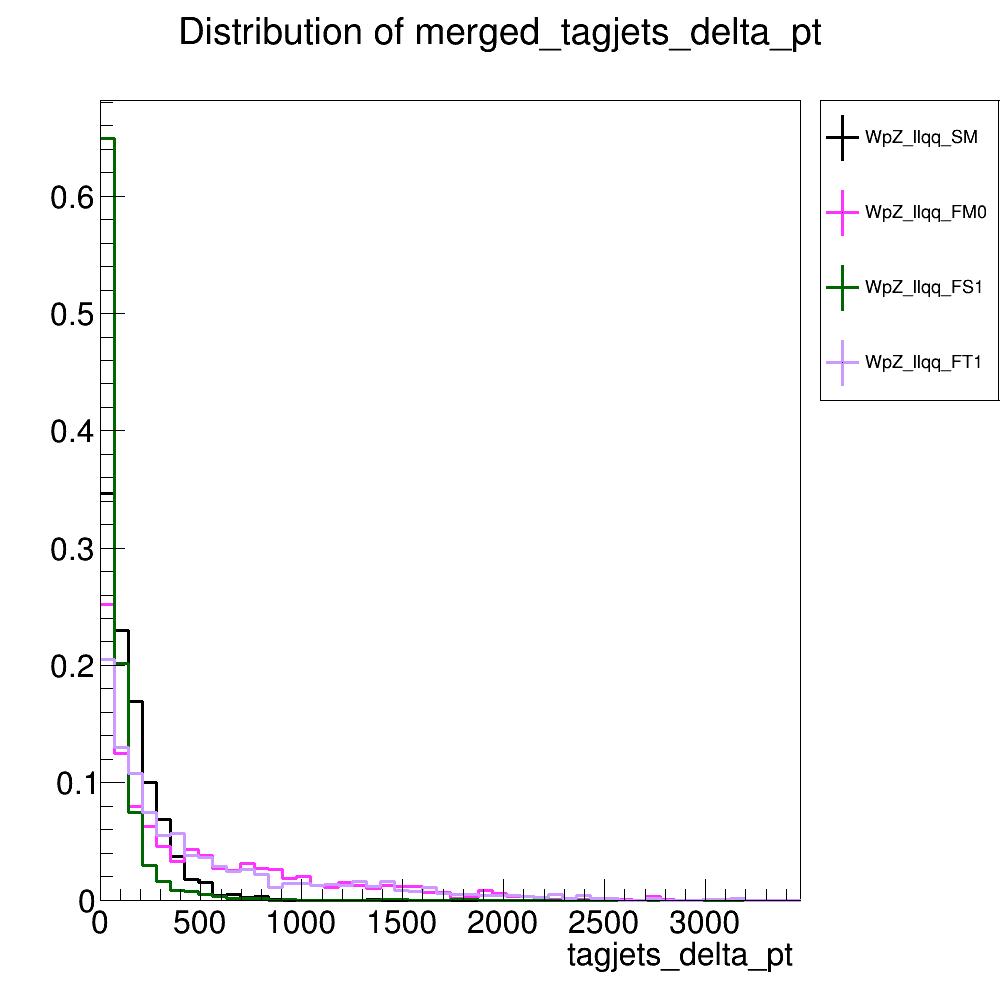 Distribution of merged_tagjets_delta_pt
WpZ_llqq_SM
WpZ_llqq_FM0
WpZ_llqq_FS1
WpZ_llqq_FT1
0.6
0.5
0.4
0.3
0.2
0.1
0
0 500 1000 1500 2000 2500 3000
tagjets_delta_pt